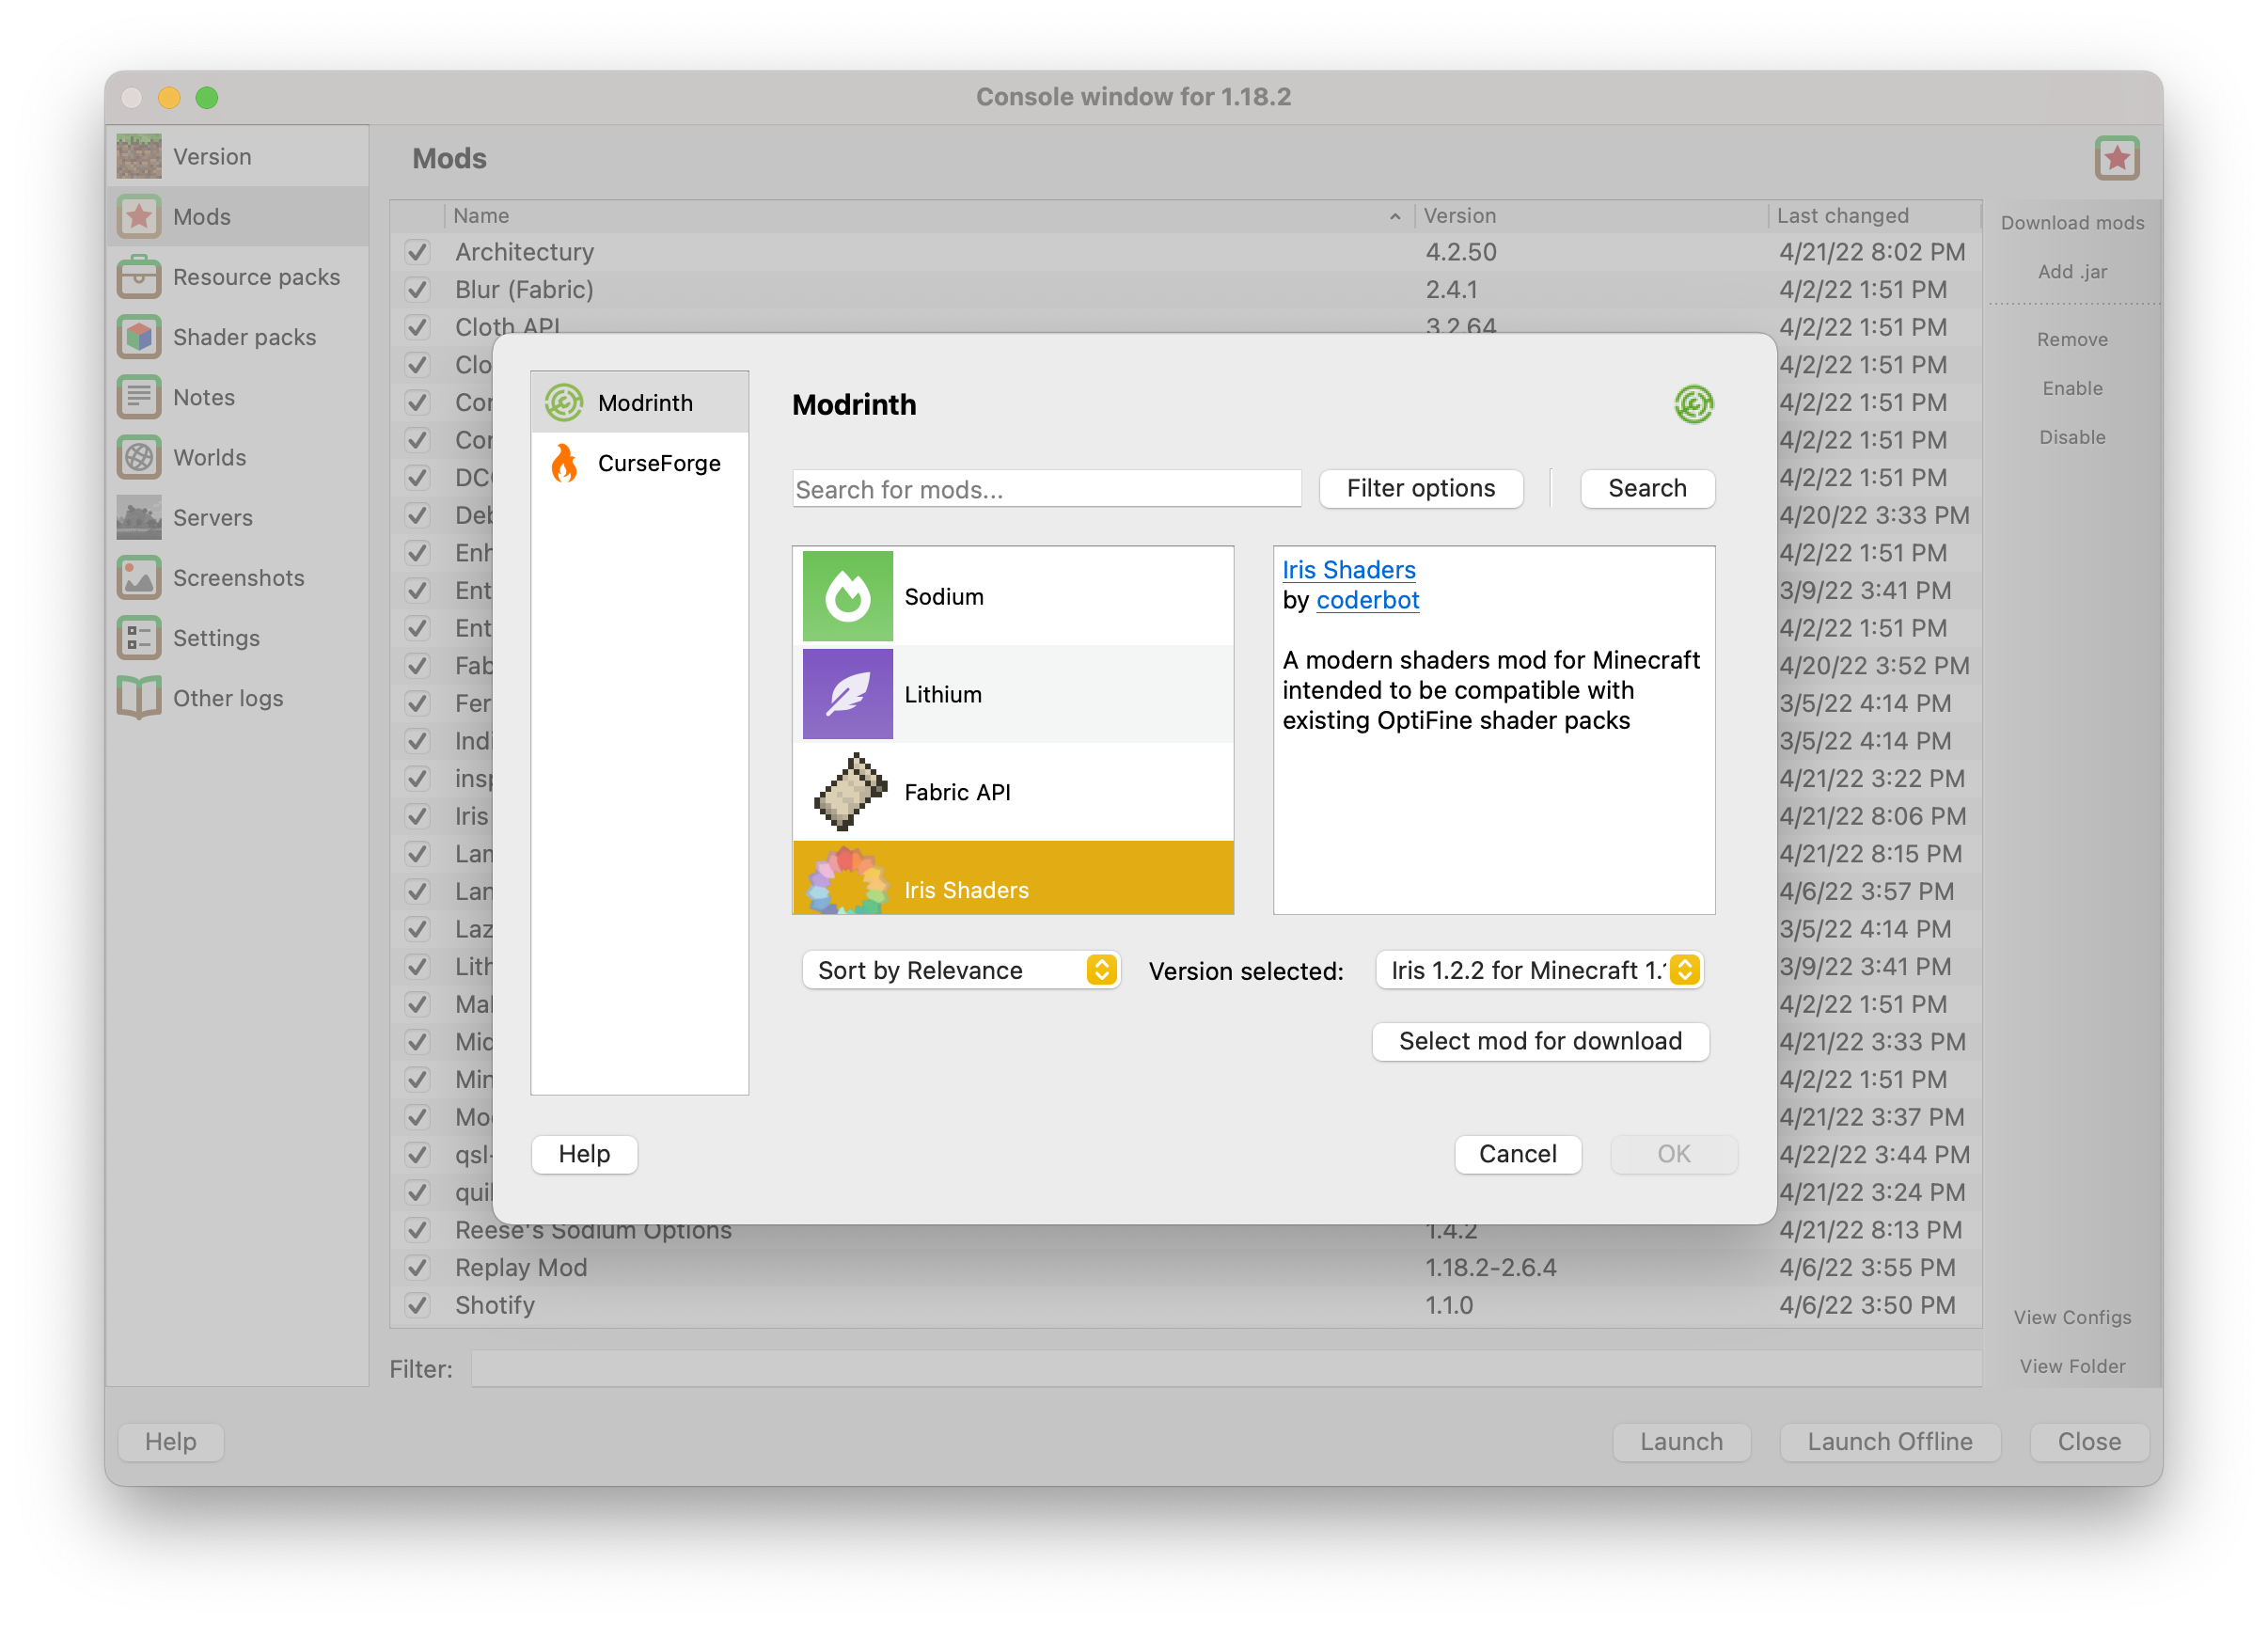 Console window for 1.18.2
Version
Mods
Resource packs
Shader packs
Notes
Worlds
Servers
Screenshots
Settings
Other logs
Mods
Name Version Last changed
Architectury 4.2.50 4/21/22 8:02 PM
Blur (Fabric) 2.4.1 4/2/22 1:51 PM
Cloth API 3.2.64 4/2/22 1:51 PM
Clo 4/2/22 1:51 PM
Cor 4/2/22 1:51 PM
Cor 4/2/22 1:51 PM
DC 4/2/22 1:51 PM
Deb 4/20/22 3:33 PM
Enh 4/2/22 1:51 PM
Ent 3/9/22 3:41 PM
Ent 4/2/22 1:51 PM
Fab 4/20/22 3:52 PM
Fer 3/5/22 4:14 PM
Indi 3/5/22 4:14 PM
insp 4/21/22 3:22 PM
Iris 4/21/22 8:06 PM
Lan 4/21/22 8:15 PM
Lan 4/6/22 3:57 PM
Laz 3/5/22 4:14 PM
Lith 3/9/22 3:41 PM
Mal 4/2/22 1:51 PM
Mid 4/21/22 3:33 PM
Min 4/2/22 1:51 PM
Mod 4/21/22 3:37 PM
qsl- 4/22/22 3:44 PM
quil 4/21/22 3:24 PM
Reese's Sodium Options 1.4.2 4/21/22 8:13 PM
Replay Mod 1.18.2-2.6.4 4/6/22 3:55 PM
Shotify 1.1.0 4/6/22 3:50 PM
Filter:
Download mods
Add .jar
Remove
Enable
Disable
View Configs
View Folder
Help
Launch
Launch Offline
Close
Modrinth
CurseForge
Modrinth
Search for mods...
Filter options
Search
Sodium
Lithium
Fabric API
Iris Shaders
Iris Shaders
by coderbot
A modern shaders mod for Minecraft
intended to be compatible with
existing OptiFine shader packs
Sort by Relevance
Version selected:
Iris 1.2.2 for Minecraft 1.
Select mod for download
Help
Cancel
OK